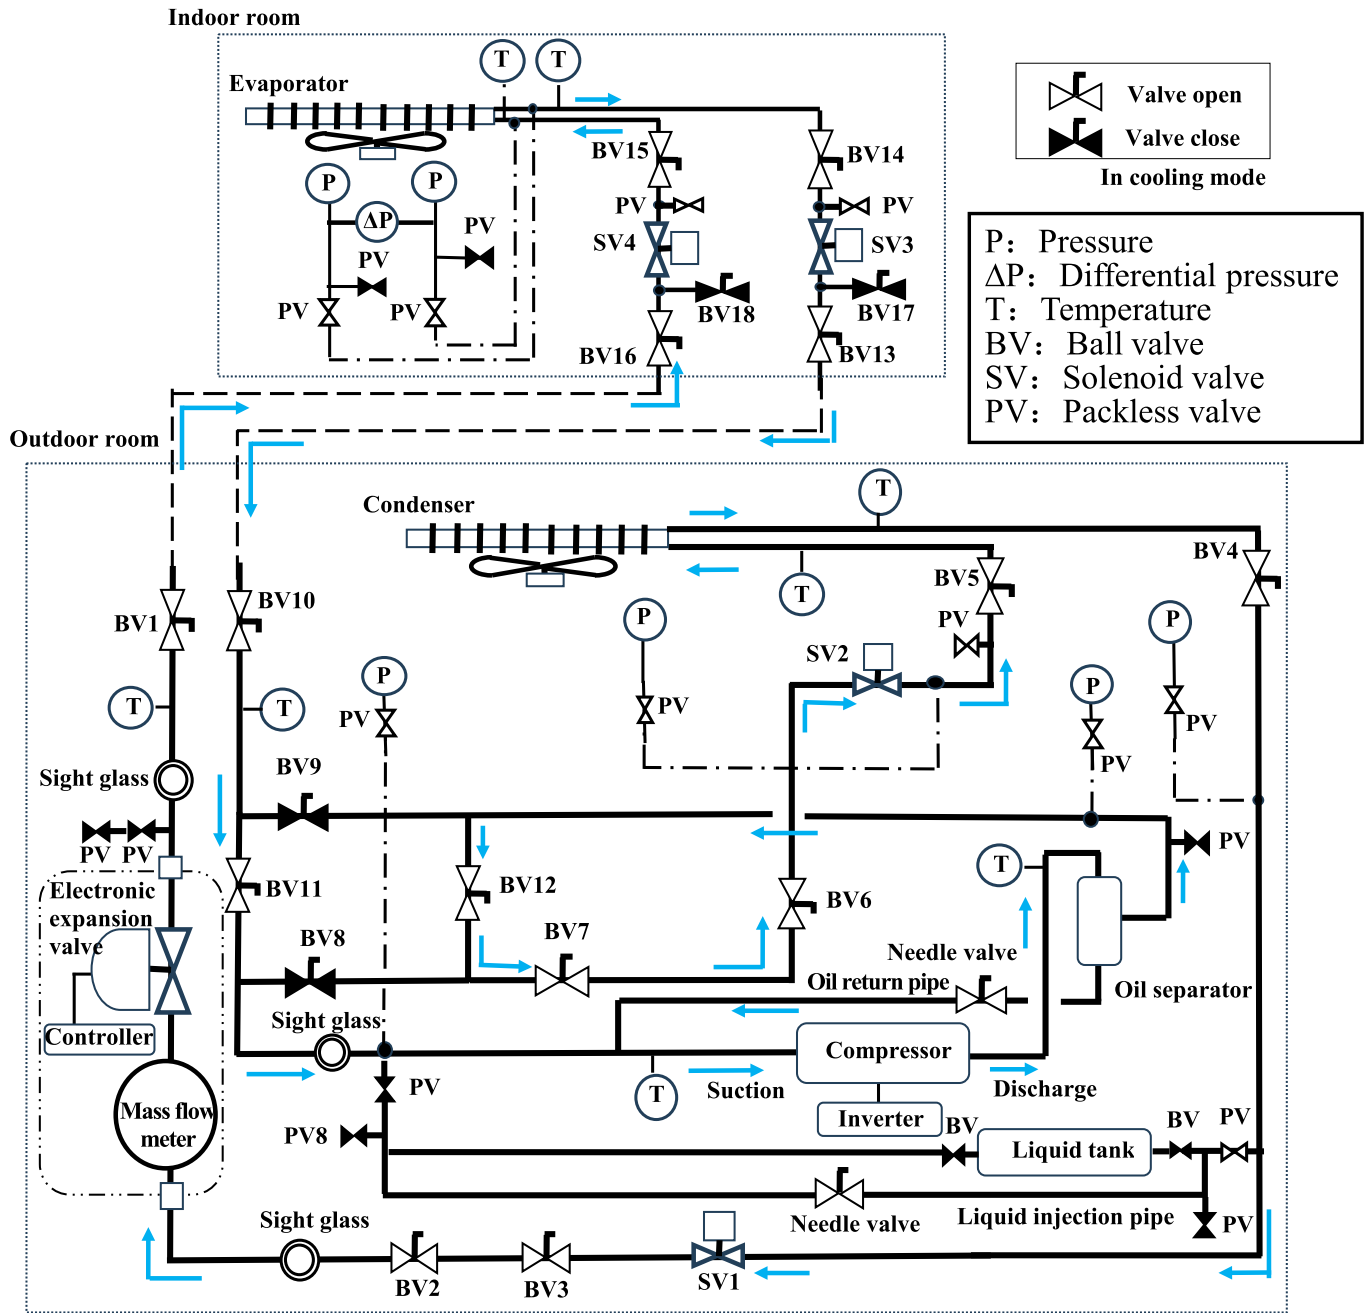 Indoor room
T
T
Evaporator
Valve open
Valve close
In cooling mode
BV15
BV14
P
P
ΔP
PV
PV
PV
PV
SV4
SV3
P: Pressure
ΔP: Differential pressure
T: Temperature
BV: Ball valve
SV: Solenoid valve
PV: Packless valve
PV
PV
BV18
BV17
BV16
BV13
Outdoor room
Condenser
T
BV4
BV5
T
BV1
BV10
P
PV
P
SV2
P
P
T
T
PV
PV
PV
PV
Sight glass
BV9
PV
PV
PV
T
Electronic
expansion
valve
BV11
BV12
BV6
BV8
BV7
Needle valve
Oil return pipe
Oil separator
Controller
Sight glass
Compressor
T
Suction
Discharge
PV
Mass flow
meter
Inverter
PV8
BV
Liquid tank
BV
PV
Sight glass
Needle valve
Liquid injection pipe
PV
BV2
BV3
SV1